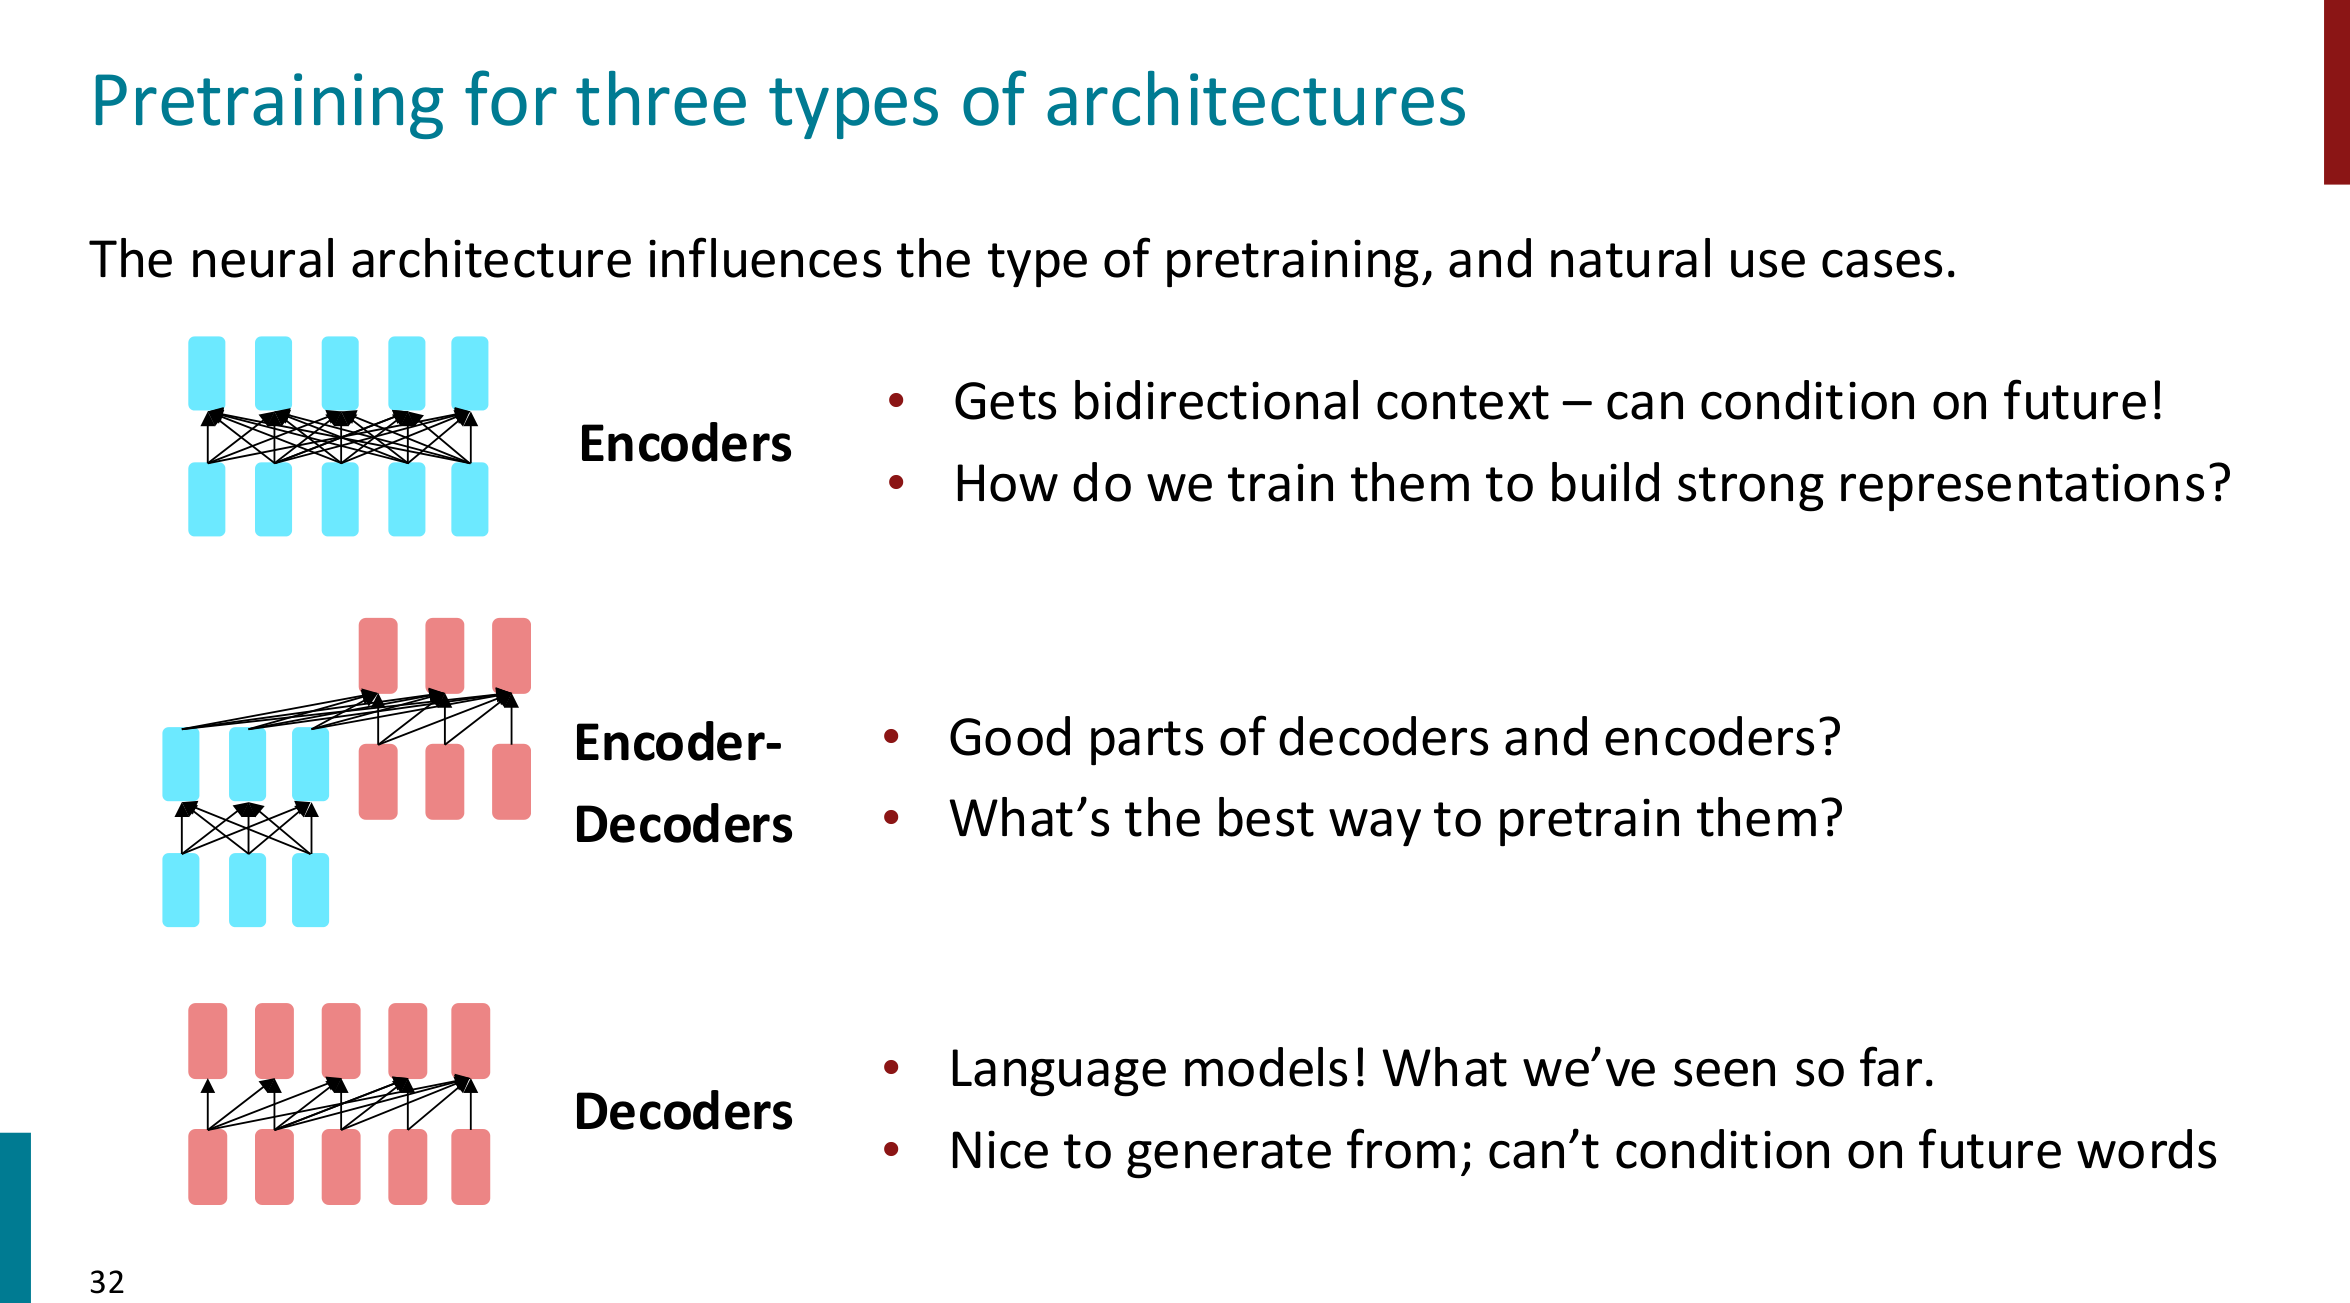 Pretraining for three types of architectures
The neural architecture influences the type of pretraining, and natural use cases.
Encoders
• Gets bidirectional context – can condition on future!
• How do we train them to build strong representations?
Encoder-
Decoders
• Good parts of decoders and encoders?
• What’s the best way to pretrain them?
Decoders
• Language models! What we’ve seen so far.
• Nice to generate from; can’t condition on future words
32